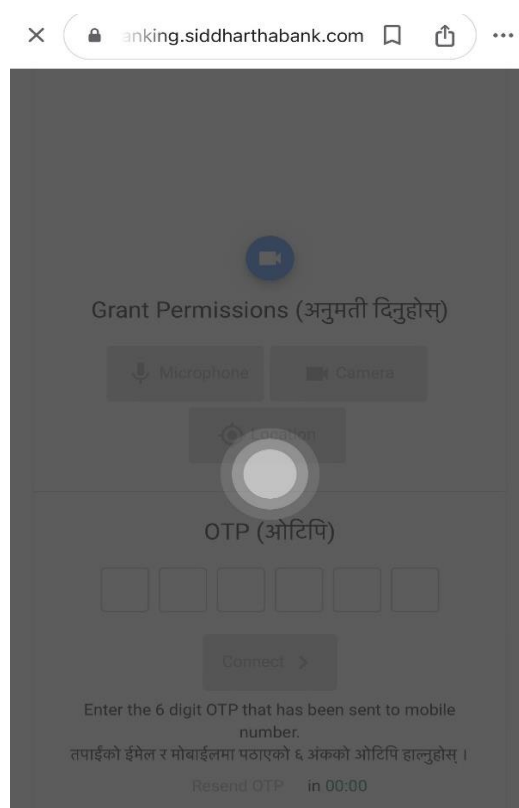 anking.siddharthabank.com
Grant Permissions (अनुमती दिनुहोस्)
Microphone
Camera
Location
OTP (ओटिपि)
Connect
Enter the 6 digit OTP that has been sent to mobile
number.
तपाईंको ईमेल र मोबाईलमा पठाएको ६ अंकको ओटिपि हाल्नुहोस् ।
Resend OTP in 00:00